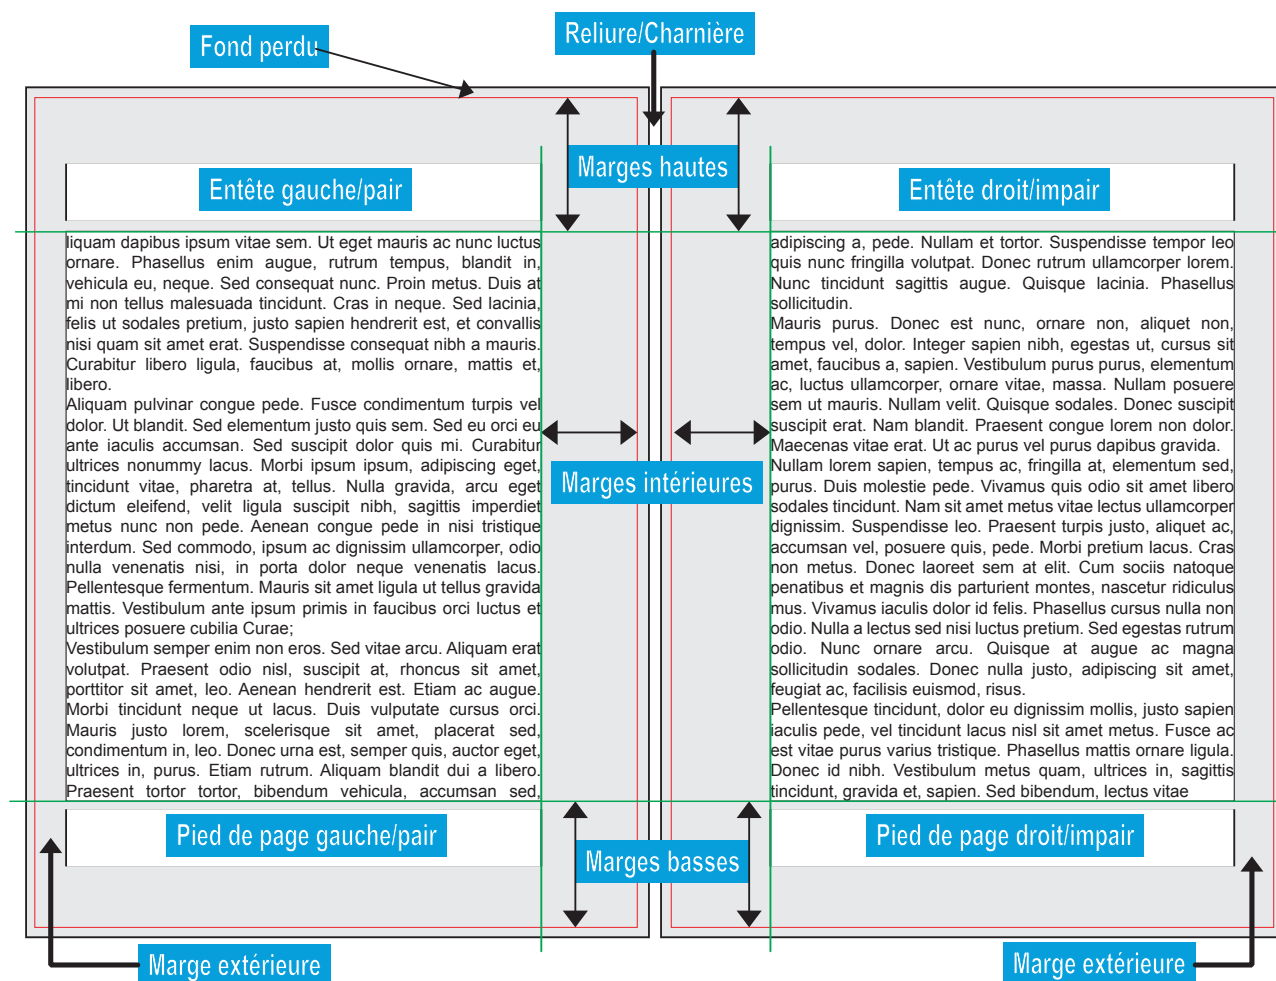 Reliure/Charnière
Fond perdu
Marges hautes
Entête gauche/pair
Entête droit/impair
liquam dapibus ipsum vitae sem. Ut eget mauris ac nunc luctus
ornare. Phasellus enim augue, rutrum tempus, blandit in,
vehicula eu, neque. Sed consequat nunc. Proin metus. Duis at
mi non tellus malesuada tincidunt. Cras in neque. Sed lacinia,
felis ut sodales pretium, justo sapien hendrerit est, et convallis
nisi quam sit amet erat. Suspendisse consequat nibh a mauris.
Curabitur libero ligula, faucibus at, mollis ornare, mattis et,
libero.
Aliquam pulvinar congue pede. Fusce condimentum turpis vel
dolor. Ut blandit. Sed elementum justo quis sem. Sed eu orci eu
ante iaculis accumsan. Sed suscipit dolor quis mi. Curabitur
ultrices nonummy lacus. Morbi ipsum ipsum, adipiscing eget,
tincidunt vitae, pharetra at, tellus. Nulla gravida, arcu eget
dictum eleifend, velit ligula suscipit nibh, sagittis imperdiet
metus nunc non pede. Aenean congue pede in nisi tristique
interdum. Sed commodo, ipsum ac dignissim ullamcorper, odio
nulla venenatis nisi, in porta dolor neque venenatis lacus.
Pellentesque fermentum. Mauris sit amet ligula ut tellus gravida
mattis. Vestibulum ante ipsum primis in faucibus orci luctus et
ultrices posuere cubilia Curae;
Vestibulum semper enim non eros. Sed vitae arcu. Aliquam erat
volutpat. Praesent odio nisl, suscipit at, rhoncus sit amet,
porttitor sit amet, leo. Aenean hendrerit est. Etiam ac augue.
Morbi tincidunt neque ut lacus. Duis vulputate cursus orci.
Mauris justo lorem, scelerisque sit amet, placerat sed,
condimentum in, leo. Donec urna est, semper quis, auctor eget,
ultrices in, purus. Etiam rutrum. Aliquam blandit dui a libero.
Praesent tortor tortor, bibendum vehicula, accumsan sed,
Marges intérieures
adipiscing a, pede. Nullam et tortor. Suspendisse tempor leo
quis nunc fringilla volutpat. Donec rutrum ullamcorper lorem.
Nunc tincidunt sagittis augue. Quisque lacinia. Phasellus
sollicitudin.
Mauris purus. Donec est nunc, ornare non, aliquet non,
tempus vel, dolor. Integer sapien nibh, egestas ut, cursus sit
amet, faucibus a, sapien. Vestibulum purus purus, elementum
ac, luctus ullamcorper, ornare vitae, massa. Nullam posuere
sem ut mauris. Nullam velit. Quisque sodales. Donec suscipit
suscipit erat. Nam blandit. Praesent congue lorem non dolor.
Maecenas vitae erat. Ut ac purus vel purus dapibus gravida.
Nullam lorem sapien, tempus ac, fringilla at, elementum sed,
purus. Duis molestie pede. Vivamus quis odio sit amet libero
sodales tincidunt. Nam sit amet metus vitae lectus ullamcorper
dignissim. Suspendisse leo. Praesent turpis justo, aliquet ac,
accumsan vel, posuere quis, pede. Morbi pretium lacus. Cras
non metus. Donec laoreet sem at elit. Cum sociis natoque
penatibus et magnis dis parturient montes, nascetur ridiculus
mus. Vivamus iaculis dolor id felis. Phasellus cursus nulla non
odio. Nulla a lectus sed nisi luctus pretium. Sed egestas rutrum
odio. Nunc ornare arcu. Quisque at augue ac magna
sollicitudin sodales. Donec nulla justo, adipiscing sit amet,
feugiat ac, facilisis euismod, risus.
Pellentesque tincidunt, dolor eu dignissim mollis, justo sapien
iaculis pede, vel tincidunt lacus nisl sit amet metus. Fusce ac
est vitae purus varius tristique. Phasellus mattis ornare ligula.
Donec id nibh. Vestibulum metus quam, ultrices in, sagittis
tincidunt, gravida et, sapien. Sed bibendum, lectus vitae
Pied de page gauche/pair
Marges basses
Pied de page droit/impair
Marge extérieure
Marge extérieure